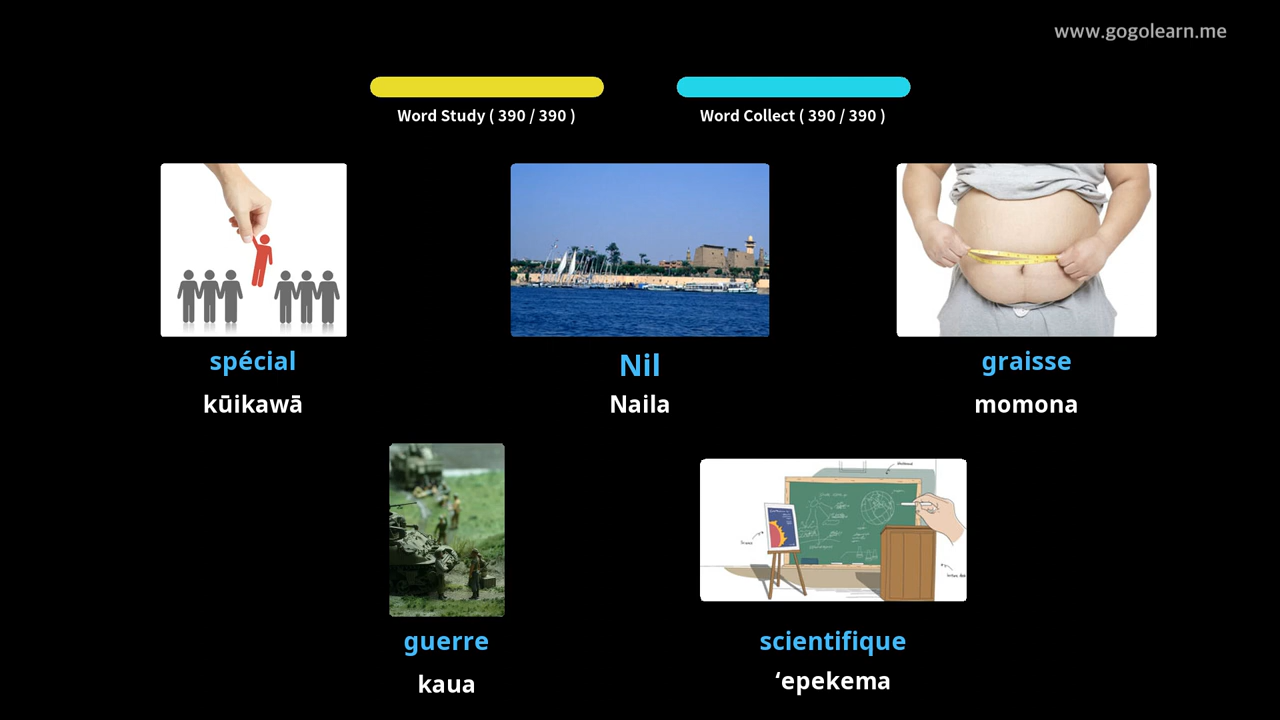 www.gogolearn.me
Word Study ( 390 / 390 )
Word Collect ( 390 / 390 )
spécial
Nil
graisse
kūikawā
Naila
momona
guerre
scientifique
kaua
ʻepekema